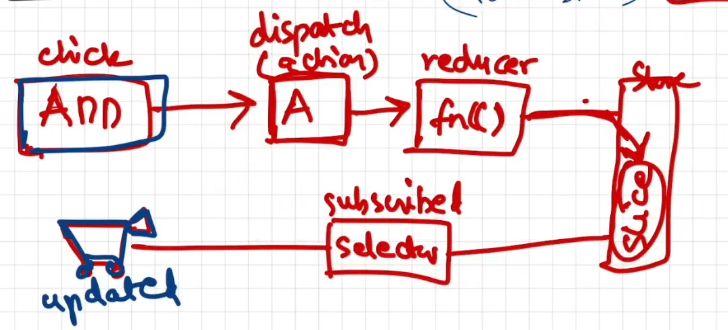 click
dispatch
(action)
reducer
Store
ADD
A
fn()
slice
subscribed
selector
updated